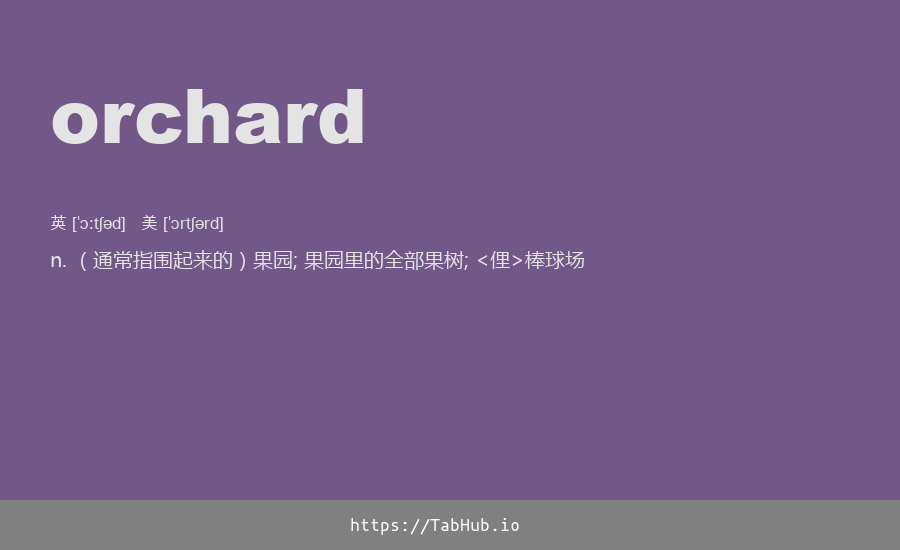 orchard
英 ['ɔ:tʃəd] 美 ['ɔrtʃərd]
n. （通常指围起来的）果园; 果园里的全部果树; <俚>棒球场
https://TabHub.io